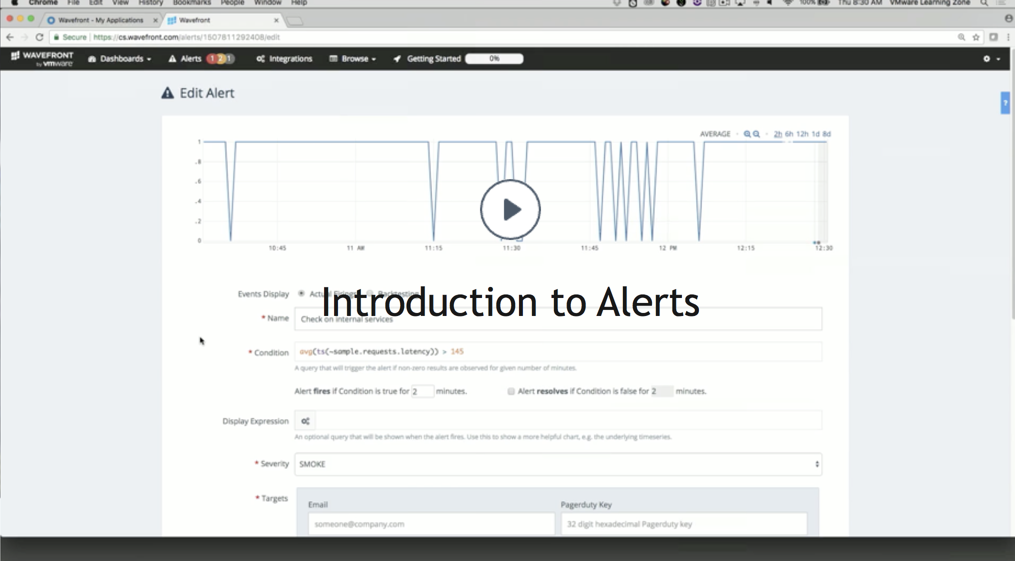 Chrome File Edit View History Bookmarks People Window Help 100% Thu 8:30 AM VMware Learning Zone
Wavefront - My Applications Wavefront
Secure https://cs.wavefront.com/alerts/1507811292408/edit
WAVEFRONT by vmware Dashboards Alerts 1 2 1 Integrations Browse Getting Started 0%
Edit Alert
?
AVERAGE 2h 6h 12h 1d 8d
1
.8
.6
.4
.2
0
10:45 11 AM 11:15 11:30 11:45 12 PM 12:15 12:30
Events Display
Introduction to Alerts
* Name Check on internal services
* Condition avg(ts(~sample.requests.latency)) > 145
A query that will trigger the alert if non-zero results are observed for given number of minutes.
Alert fires if Condition is true for 2 minutes. Alert resolves if Condition is false for 2 minutes.
Display Expression
An optional query that will be shown when the alert fires. Use this to show a more helpful chart, e.g. the underlying timeseries.
* Severity SMOKE
* Targets
Email Pagerduty Key
someone@company.com 32 digit hexadecimal Pagerduty key